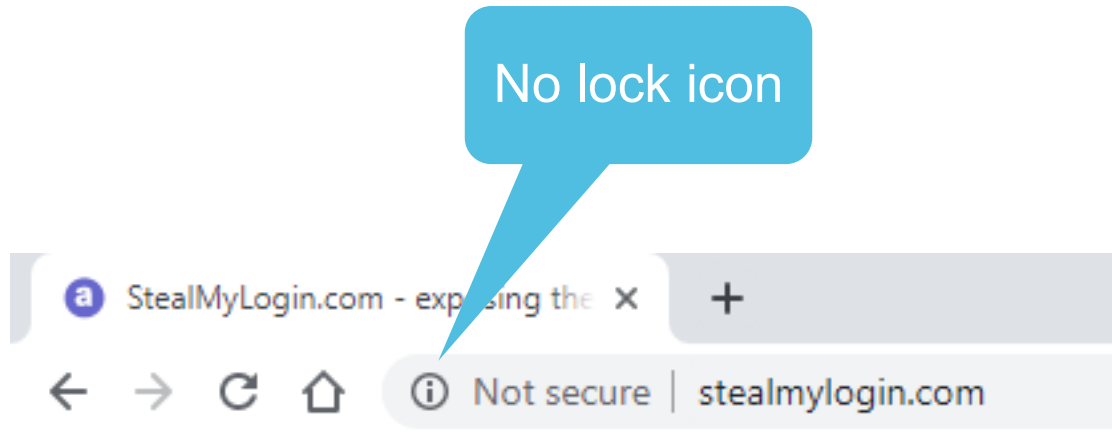 No lock icon
a StealMyLogin.com - exposing the
Not secure | stealmylogin.com